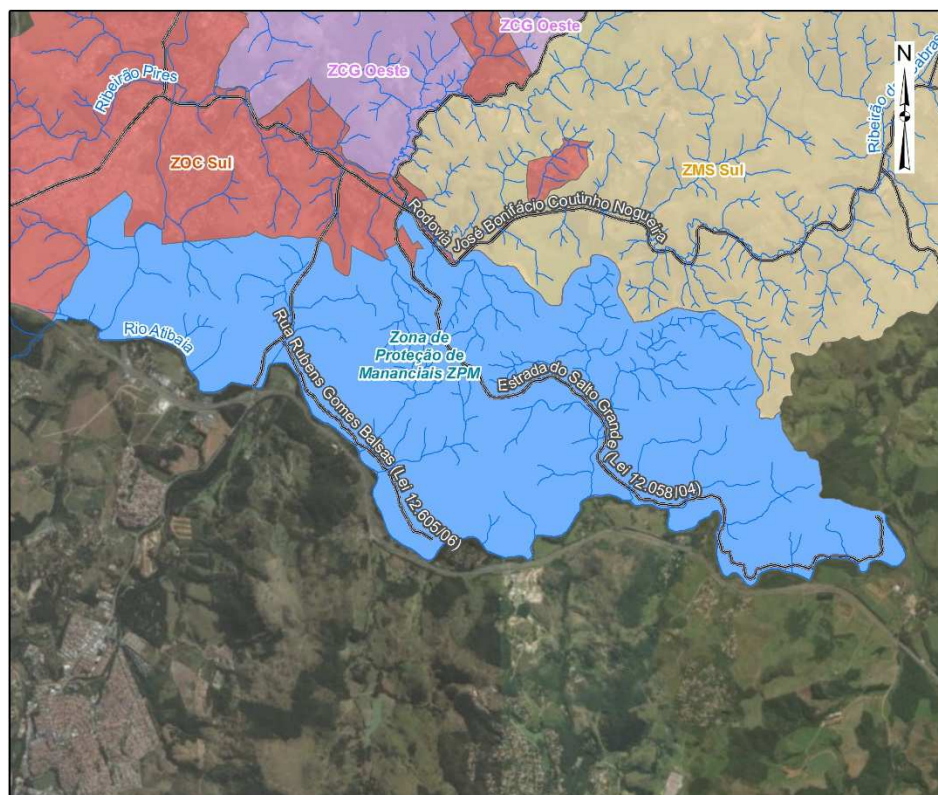 ZCG Oeste
ZCG Oeste
N
Ribeirão Pires
ZOC Sul
ZMS Sul
Rodovia José Bonifácio Coutinho Nogueira
Rio Atibaia
Zona de
Proteção de
Mananciais ZPM
Rua Rubens Gomes Balsas (Lei 12.605/06)
Estrada do Salto Grande (Lei 12.058/04)
Ribeirão